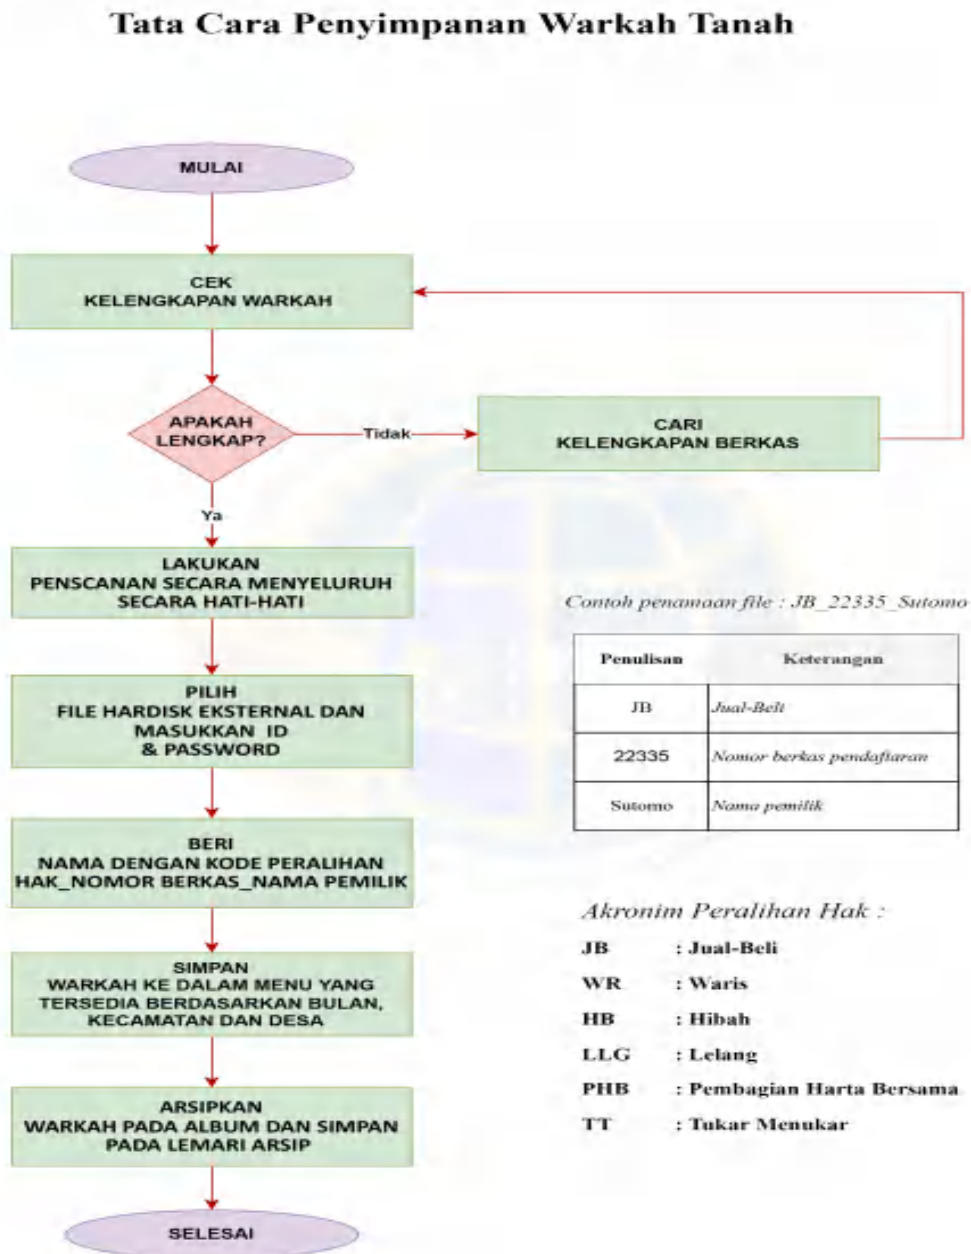 Tata Cara Penyimpanan Warkah Tanah
MULAI
CEK
KELENGKAPAN WARKAH
APAKAH
LENGKAP?
Tidak
CARI
KELENGKAPAN BERKAS
Ya
LAKUKAN
PENSCANAN SECARA MENYELURUH
SECARA HATI-HATI
PILIH
FILE HARDISK EKSTERNAL DAN
MASUKKAN ID
& PASSWORD
BERI
NAMA DENGAN KODE PERALIHAN
HAK_NOMOR BERKAS_NAMA PEMILIK
SIMPAN
WARKAH KE DALAM MENU YANG
TERSEDIA BERDASARKAN BULAN,
KECAMATAN DAN DESA
ARSIPKAN
WARKAH PADA ALBUM DAN SIMPAN
PADA LEMARI ARSIP
SELESAI
Contoh penamaan file : JB_22335_Sutomo
Penulisan Keterangan
JB Jual-Beli
22335 Nomor berkas pendaftaran
Sutomo Nama pemilik
Akronim Peralihan Hak :
JB : Jual-Beli
WR : Waris
HB : Hibah
LLG : Lelang
PHB : Pembagian Harta Bersama
TT : Tukar Menukar